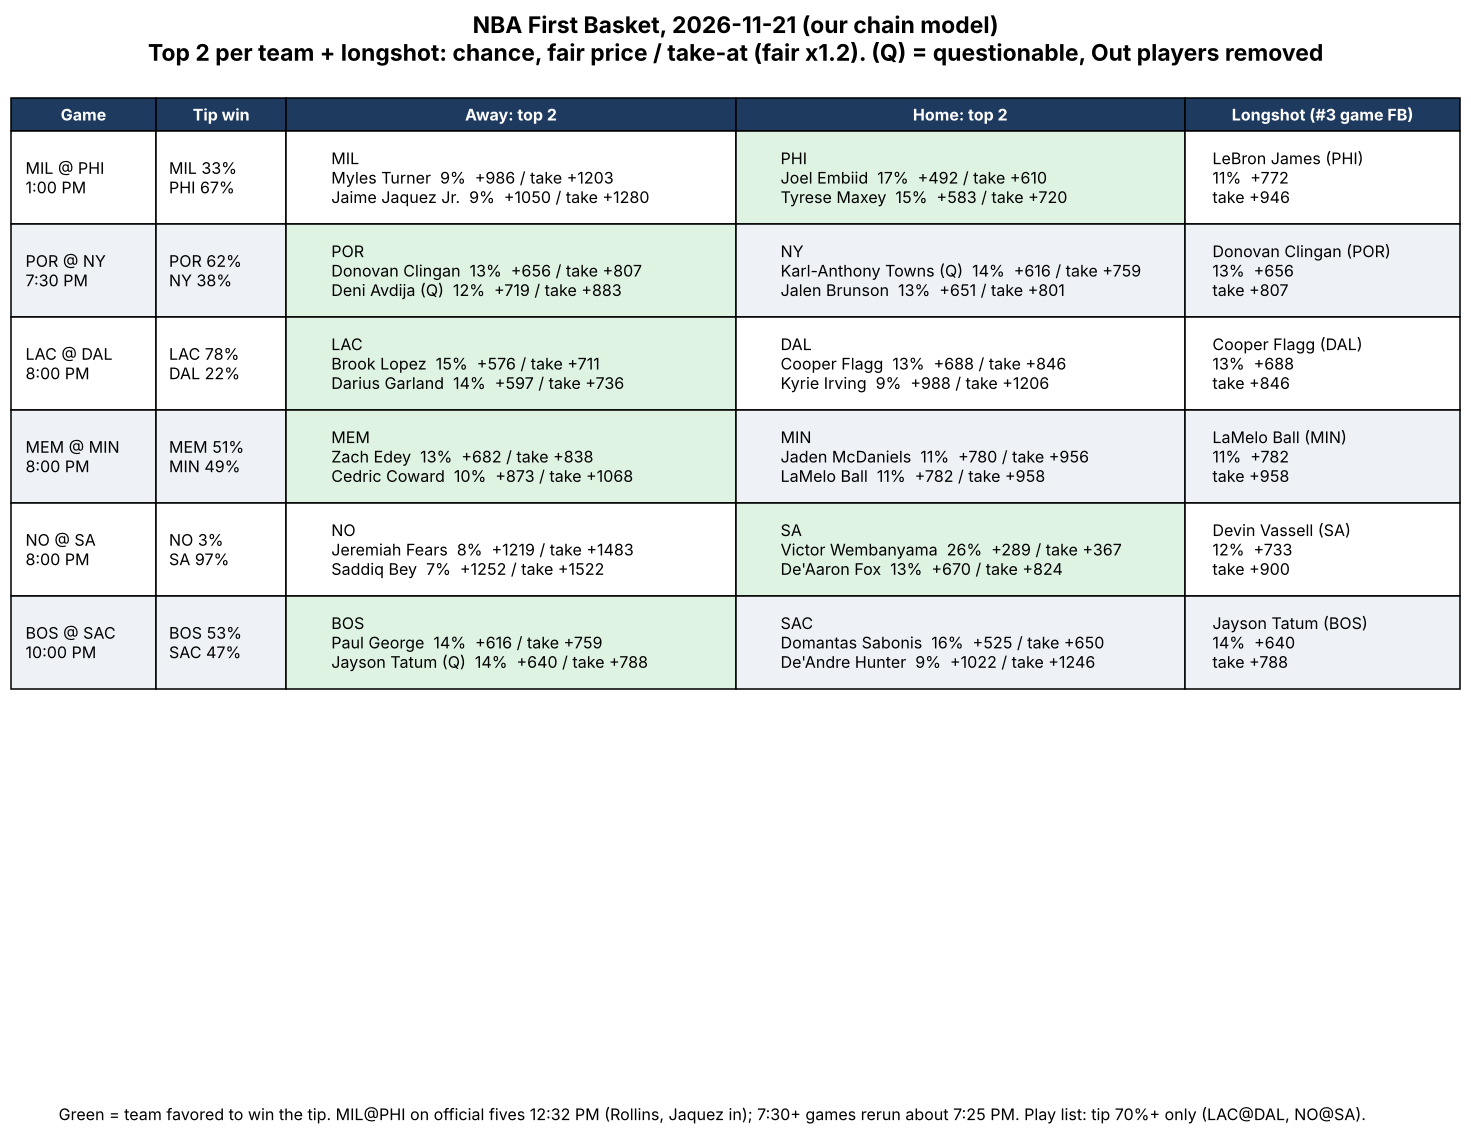 NBA First Basket, 2026-11-21 (our chain model)
Top 2 per team + longshot: chance, fair price / take-at (fair x1.2). (Q) = questionable, Out players removed
Game
Tip win
Away: top 2
Home: top 2
Longshot (#3 game FB)
MIL @ PHI
1:00 PM
MIL 33%
PHI 67%
MIL
Myles Turner 9% +986 / take +1203
Jaime Jaquez Jr. 9% +1050 / take +1280
PHI
Joel Embiid 17% +492 / take +610
Tyrese Maxey 15% +583 / take +720
LeBron James (PHI)
11% +772
take +946
POR @ NY
7:30 PM
POR 62%
NY 38%
POR
Donovan Clingan 13% +656 / take +807
Deni Avdija (Q) 12% +719 / take +883
NY
Karl-Anthony Towns (Q) 14% +616 / take +759
Jalen Brunson 13% +651 / take +801
Donovan Clingan (POR)
13% +656
take +807
LAC @ DAL
8:00 PM
LAC 78%
DAL 22%
LAC
Brook Lopez 15% +576 / take +711
Darius Garland 14% +597 / take +736
DAL
Cooper Flagg 13% +688 / take +846
Kyrie Irving 9% +988 / take +1206
Cooper Flagg (DAL)
13% +688
take +846
MEM @ MIN
8:00 PM
MEM 51%
MIN 49%
MEM
Zach Edey 13% +682 / take +838
Cedric Coward 10% +873 / take +1068
MIN
Jaden McDaniels 11% +780 / take +956
LaMelo Ball 11% +782 / take +958
LaMelo Ball (MIN)
11% +782
take +958
NO @ SA
8:00 PM
NO 3%
SA 97%
NO
Jeremiah Fears 8% +1219 / take +1483
Saddiq Bey 7% +1252 / take +1522
SA
Victor Wembanyama 26% +289 / take +367
De'Aaron Fox 13% +670 / take +824
Devin Vassell (SA)
12% +733
take +900
BOS @ SAC
10:00 PM
BOS 53%
SAC 47%
BOS
Paul George 14% +616 / take +759
Jayson Tatum (Q) 14% +640 / take +788
SAC
Domantas Sabonis 16% +525 / take +650
De'Andre Hunter 9% +1022 / take +1246
Jayson Tatum (BOS)
14% +640
take +788
Green = team favored to win the tip. MIL@PHI on official fives 12:32 PM (Rollins, Jaquez in); 7:30+ games rerun about 7:25 PM. Play list: tip 70%+ only (LAC@DAL, NO@SA).